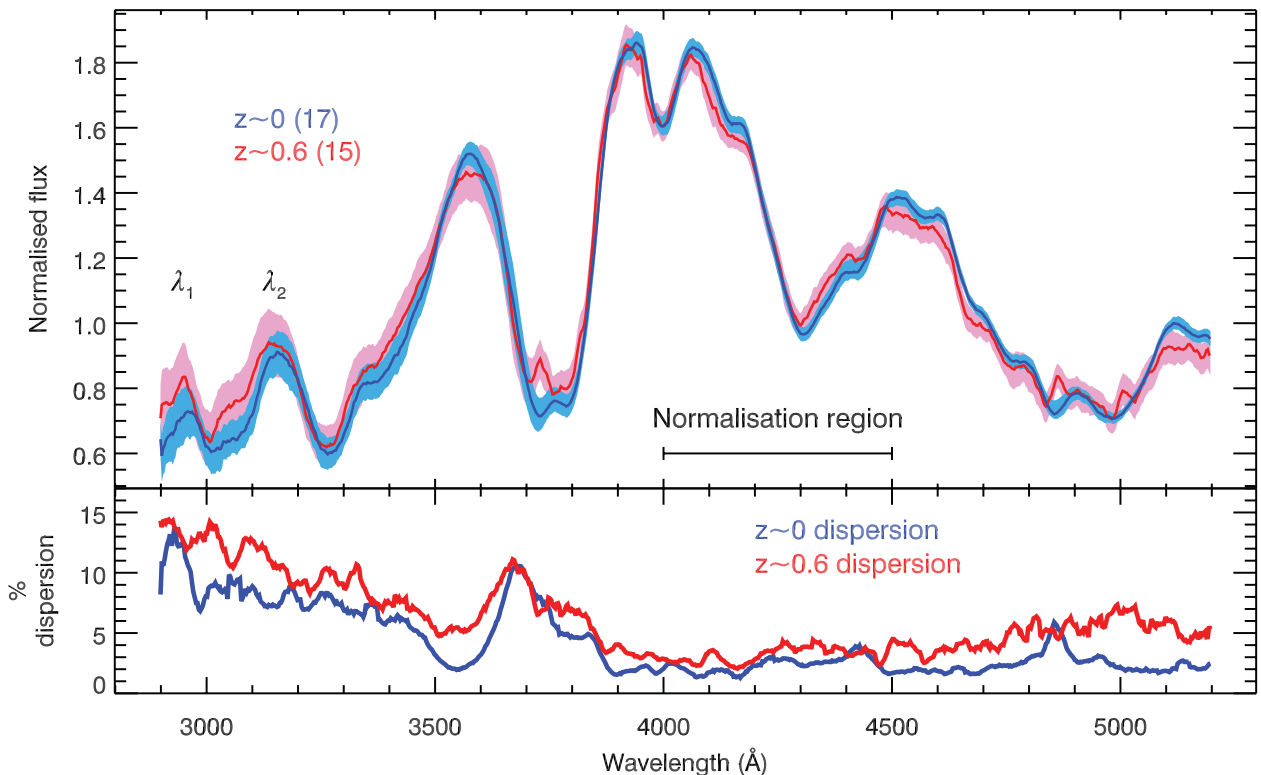 1.8
1.6
1.4
1.2
1.0
0.8
0.6
Normalised flux
z~0 (17)
z~0.6 (15)
λ1
λ2
Normalisation region
15
10
5
0
%
dispersion
z~0 dispersion
z~0.6 dispersion
3000
3500
4000
4500
5000
Wavelength (Å)